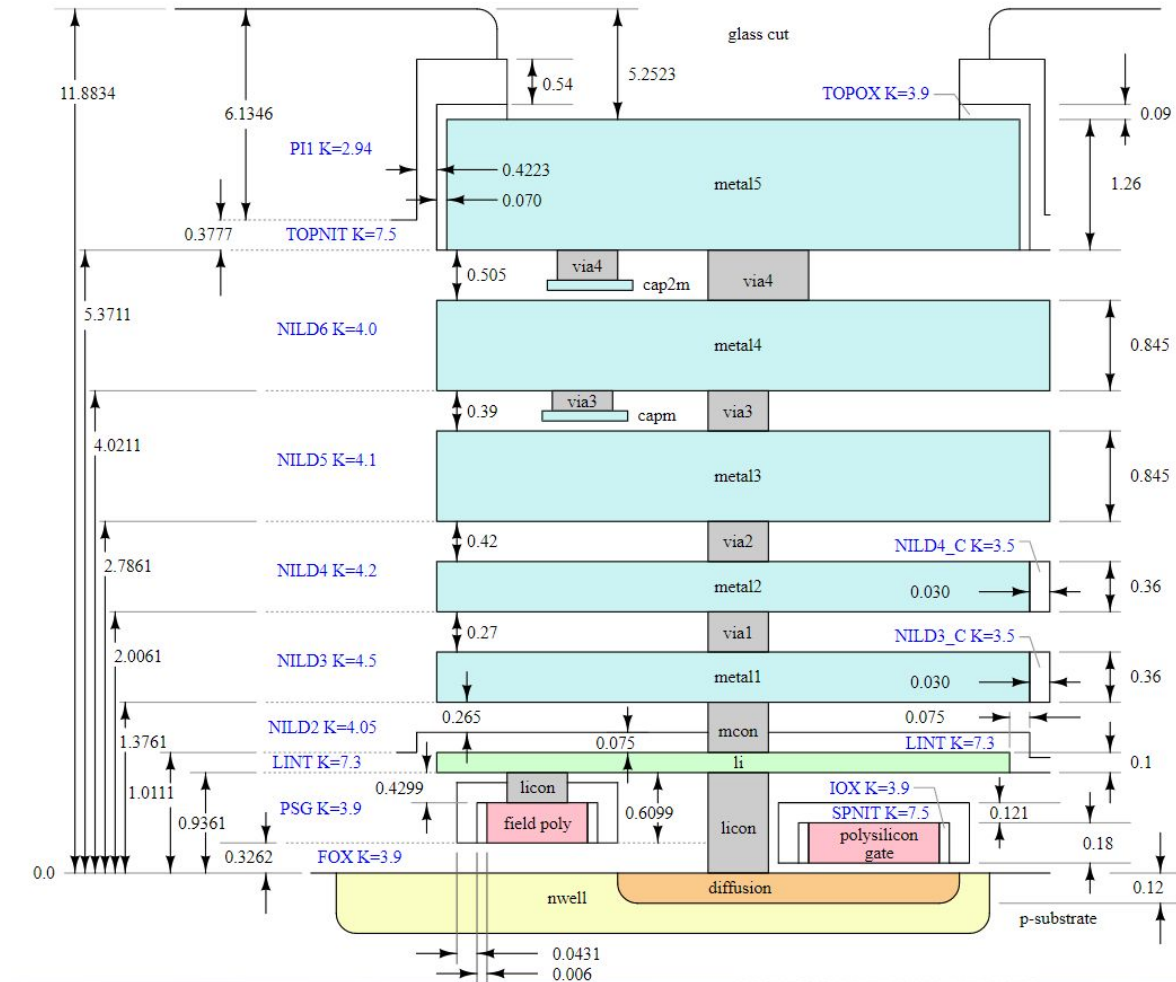 glass cut
11.8834
5.2523
0.54
TOPOX K=3.9
6.1346
0.09
PI1 K=2.94
0.4223
metal5
1.26
0.070
0.3777
TOPNIT K=7.5
via4
0.505
via4
cap2m
5.3711
NILD6 K=4.0
metal4
0.845
via3
0.39
via3
capm
4.0211
NILD5 K=4.1
metal3
0.845
0.42
via2
NILD4_C K=3.5
2.7861
NILD4 K=4.2
metal2
0.030
0.36
0.27
via1
NILD3_C K=3.5
2.0061
NILD3 K=4.5
metal1
0.030
0.36
0.265
0.075
NILD2 K=4.05
mcon
1.3761
0.075
LINT K=7.3
LINT K=7.3
li
0.1
1.0111
0.4299
licon
IOX K=3.9
PSG K=3.9
0.6099
SPNIT K=7.5
0.121
0.9361
field poly
licon
polysilicon
gate
0.18
0.3262
FOX K=3.9
0.0
diffusion
0.12
nwell
p-substrate
0.0431
0.006